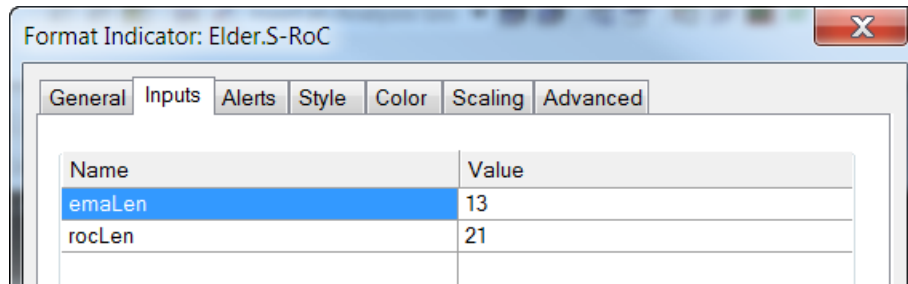 Format Indicator: Elder.S-RoC
General Inputs Alerts Style Color Scaling Advanced
Name Value
emaLen 13
rocLen 21